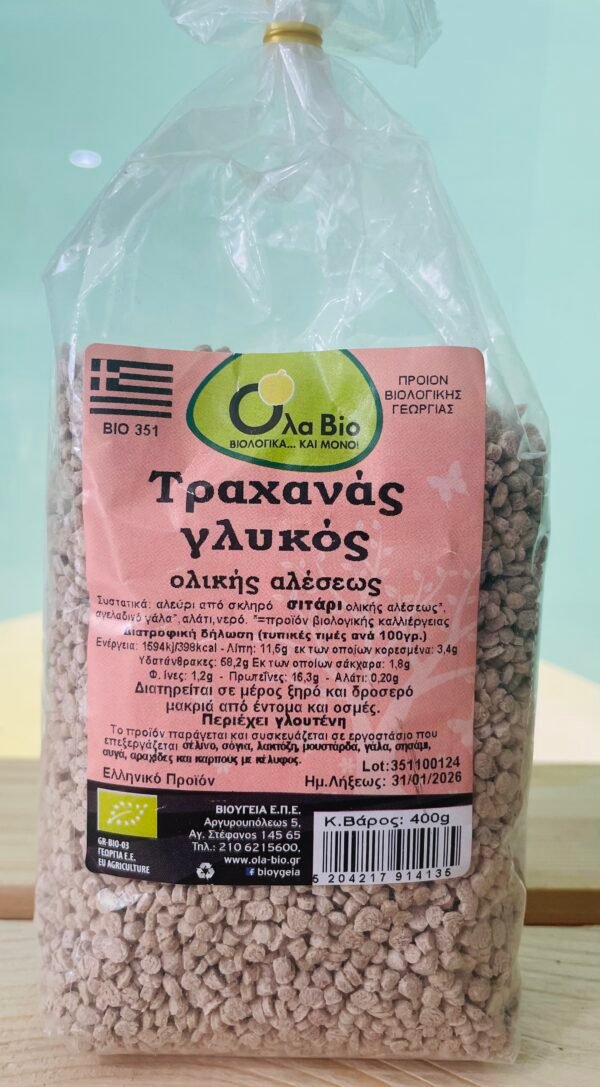 ΒΙΟ 351
Όλα Bio
ΒΙΟΛΟΓΙΚΑ... ΚΑΙ ΜΟΝΟ!
ΠΡΟΙΟΝ
ΒΙΟΛΟΓΙΚΗΣ
ΓΕΩΡΓΙΑΣ
Τραχανάς
γλυκός
ολικής αλέσεως
Συστατικά: αλεύρι από σκληρό σιτάρι ολικής αλέσεως*,
αγελαδινό γάλα*, αλάτι, νερό. *=προϊόν βιολογικής καλλιέργειας
Διατροφική δήλωση (τυπικές τιμές ανά 100γρ.)
Ενέργεια: 1594kj/398kcal - Λίπη: 11,5g εκ των οποίων κορεσμένα: 3,4g
Υδατάνθρακες: 58,2g Εκ των οποίων σάκχαρα: 1,8g
Φ. ίνες: 1,2g - Πρωτεΐνες: 16,3g - Αλάτι: 0,20g
Διατηρείται σε μέρος ξηρό και δροσερό
μακριά από έντομα και οσμές.
Περιέχει γλουτένη
Το προϊόν παράγεται και συσκευάζεται σε εργοστάσιο που
επεξεργάζεται σέλινο, σόγια, λακτόζη, μουστάρδα, γάλα, σησάμι,
αυγά, αραχίδες και καρπούς με κέλυφος.
Lot:351100124
Ελληνικό Προϊόν
Ημ.Λήξεως: 31/01/2026
GR-BIO-03
ΓΕΩΡΓΙΑ Ε.Ε.
EU AGRICULTURE
ΒΙΟΥΓΕΙΑ Ε.Π.Ε.
Αργυρουπόλεως 5,
Αγ. Στέφανος 145 65
Τηλ.: 210 6215600,
www.ola-bio.gr
f bioygeia
Κ.Βάρος: 400g
5 204217 914135